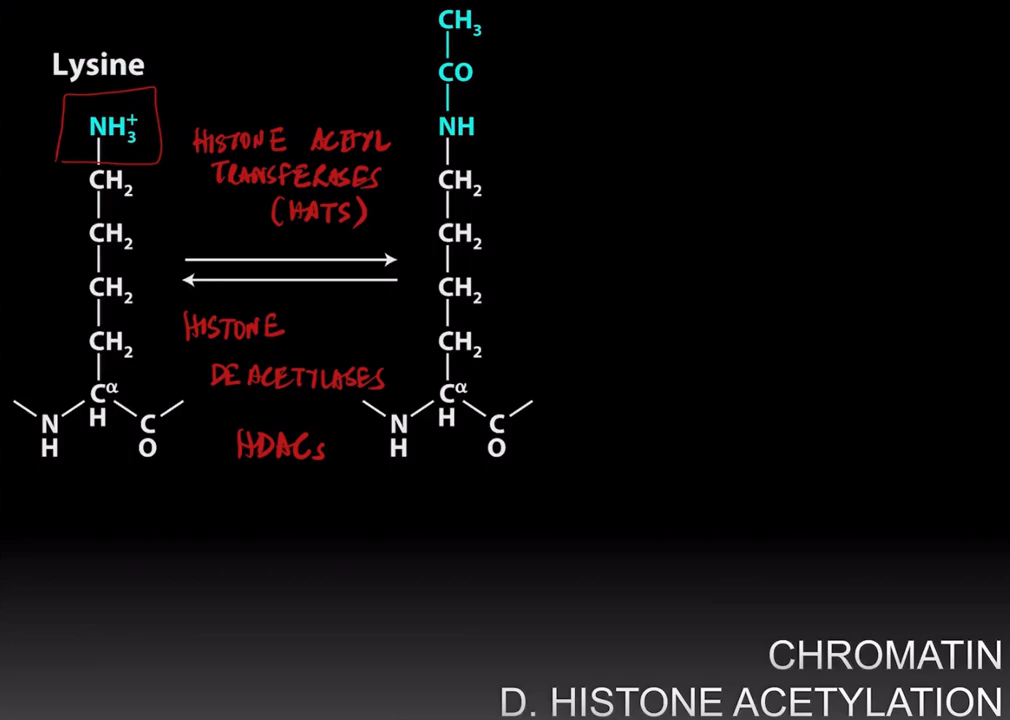 Lysine
NH3+
CH2
CH2
CH2
CH2
Cα
H
N
H
C
O
HISTONE ACETYL
TRANSFERASES
(HATS)
HISTONE
DEACETYLASES
HDACs
CH3
CO
NH
CH2
CH2
CH2
CH2
Cα
H
N
H
C
O
CHROMATIN
D. HISTONE ACETYLATION